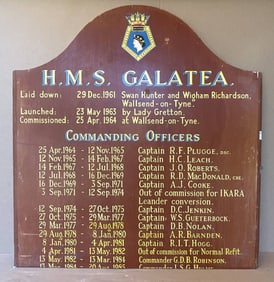 H.M.S. GALATEA.
Laid down: 29 Dec. 1961 Swan Hunter and Wigham Richardson,
Wallsend-on-Tyne.
Launched: 23 May 1963 by Lady Gretton.
Commissioned: 25 Apr. 1964 at Wallsend-on-Tyne.
COMMANDING OFFICERS
25 Apr. 1964 - 12 Nov. 1965 Captain R.F. PLUGGE, DSC.
12 Nov. 1965 - 14 Feb. 1967 Captain H.C. LEACH.
14 Feb. 1967 - 12 Jul. 1968 Captain J.O. ROBERTS.
12 Jul. 1968 - 16 Dec. 1969 Captain R.D. MacDONALD, CBE.
16 Dec. 1969 - 3 Sep. 1971 Captain A.J. COOKE.
3 Sep. 1971 - 12 Sep. 1974 Out of commission for IKARA
Leander conversion.
12 Sep. 1974 - 27 Oct. 1975 Captain D.C. JENKIN.
27 Oct. 1975 - 29 Mar. 1977 Captain W.S. GUETERBOCK.
29 Mar. 1977 - 29 Aug. 1978 Captain D.B. NOLAN.
29 Aug. 1978 - 8 Jan. 1980 Captain A.R. BARNDEN.
8 Jan. 1980 - 4 Apr. 1981 Captain R.I.T. HOGG.
4 Apr. 1981 - 13 May. 1982 Out of commission for Normal Refit.
13 May. 1982 - 13 Mar. 1984 Commander G.D.B. ROBINSON.